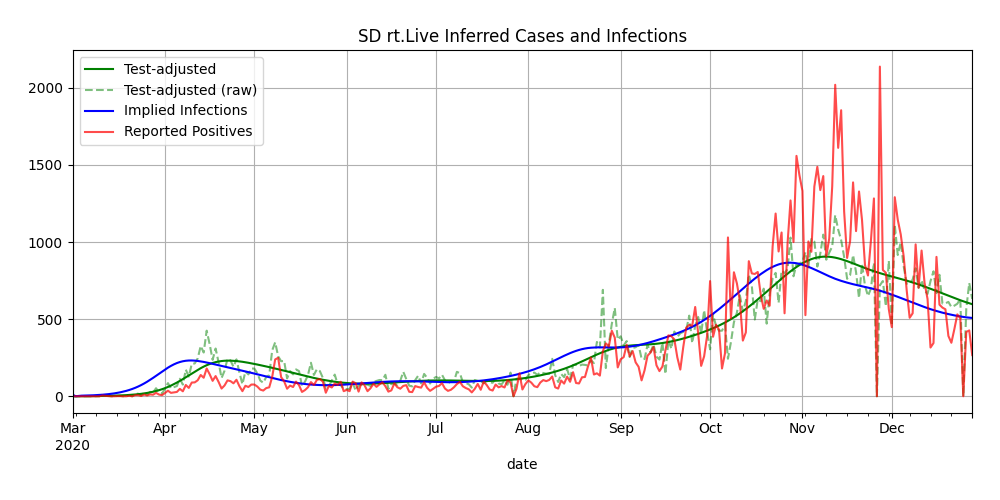 SD rt.Live Inferred Cases and Infections
Test-adjusted
Test-adjusted (raw)
Implied Infections
Reported Positives
2000
1500
1000
500
0
Mar Apr May Jun Jul Aug Sep Oct Nov Dec
2020
date